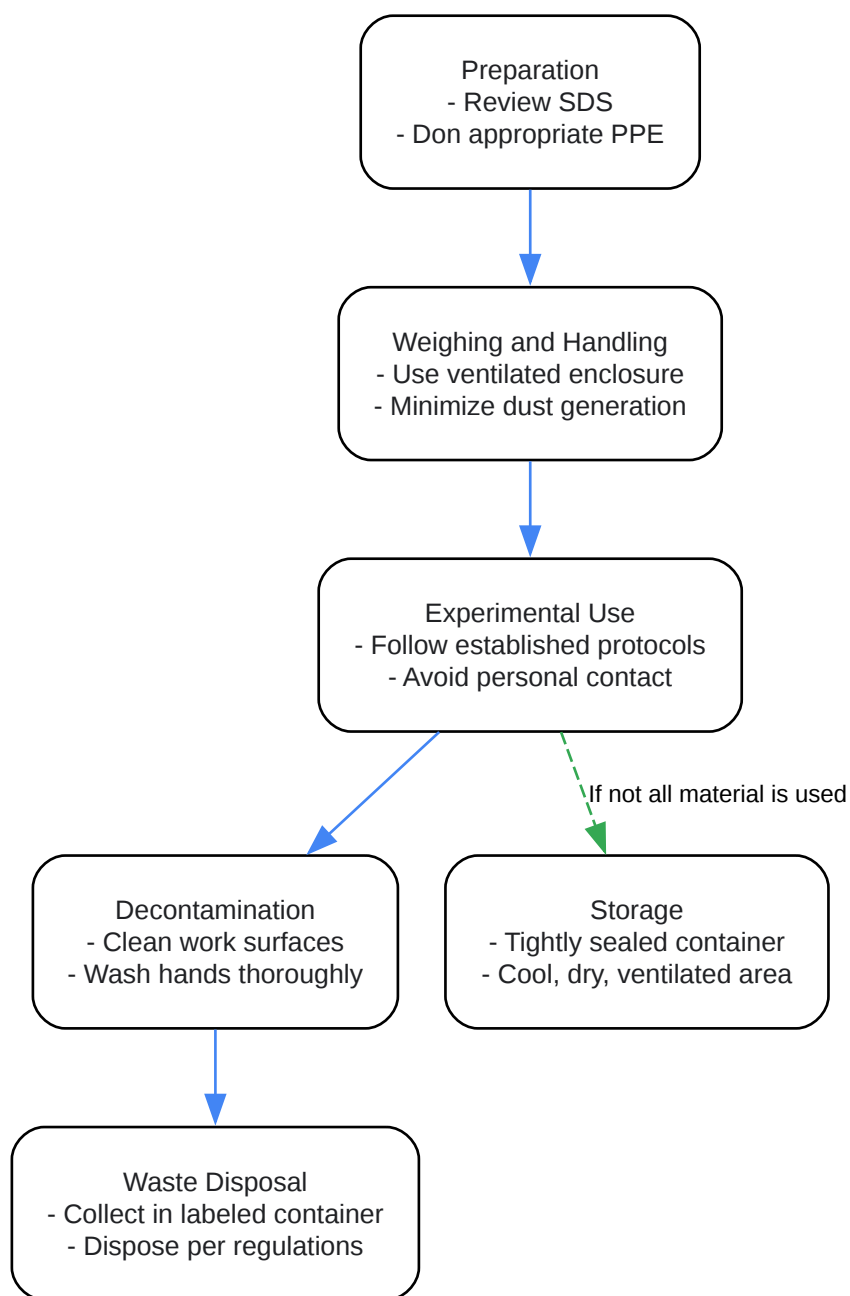 Preparation
- Review SDS
- Don appropriate PPE
Weighing and Handling
- Use ventilated enclosure
- Minimize dust generation
Experimental Use
- Follow established protocols
- Avoid personal contact
If not all material is used
Decontamination
- Clean work surfaces
- Wash hands thoroughly
Storage
- Tightly sealed container
- Cool, dry, ventilated area
Waste Disposal
- Collect in labeled container
- Dispose per regulations